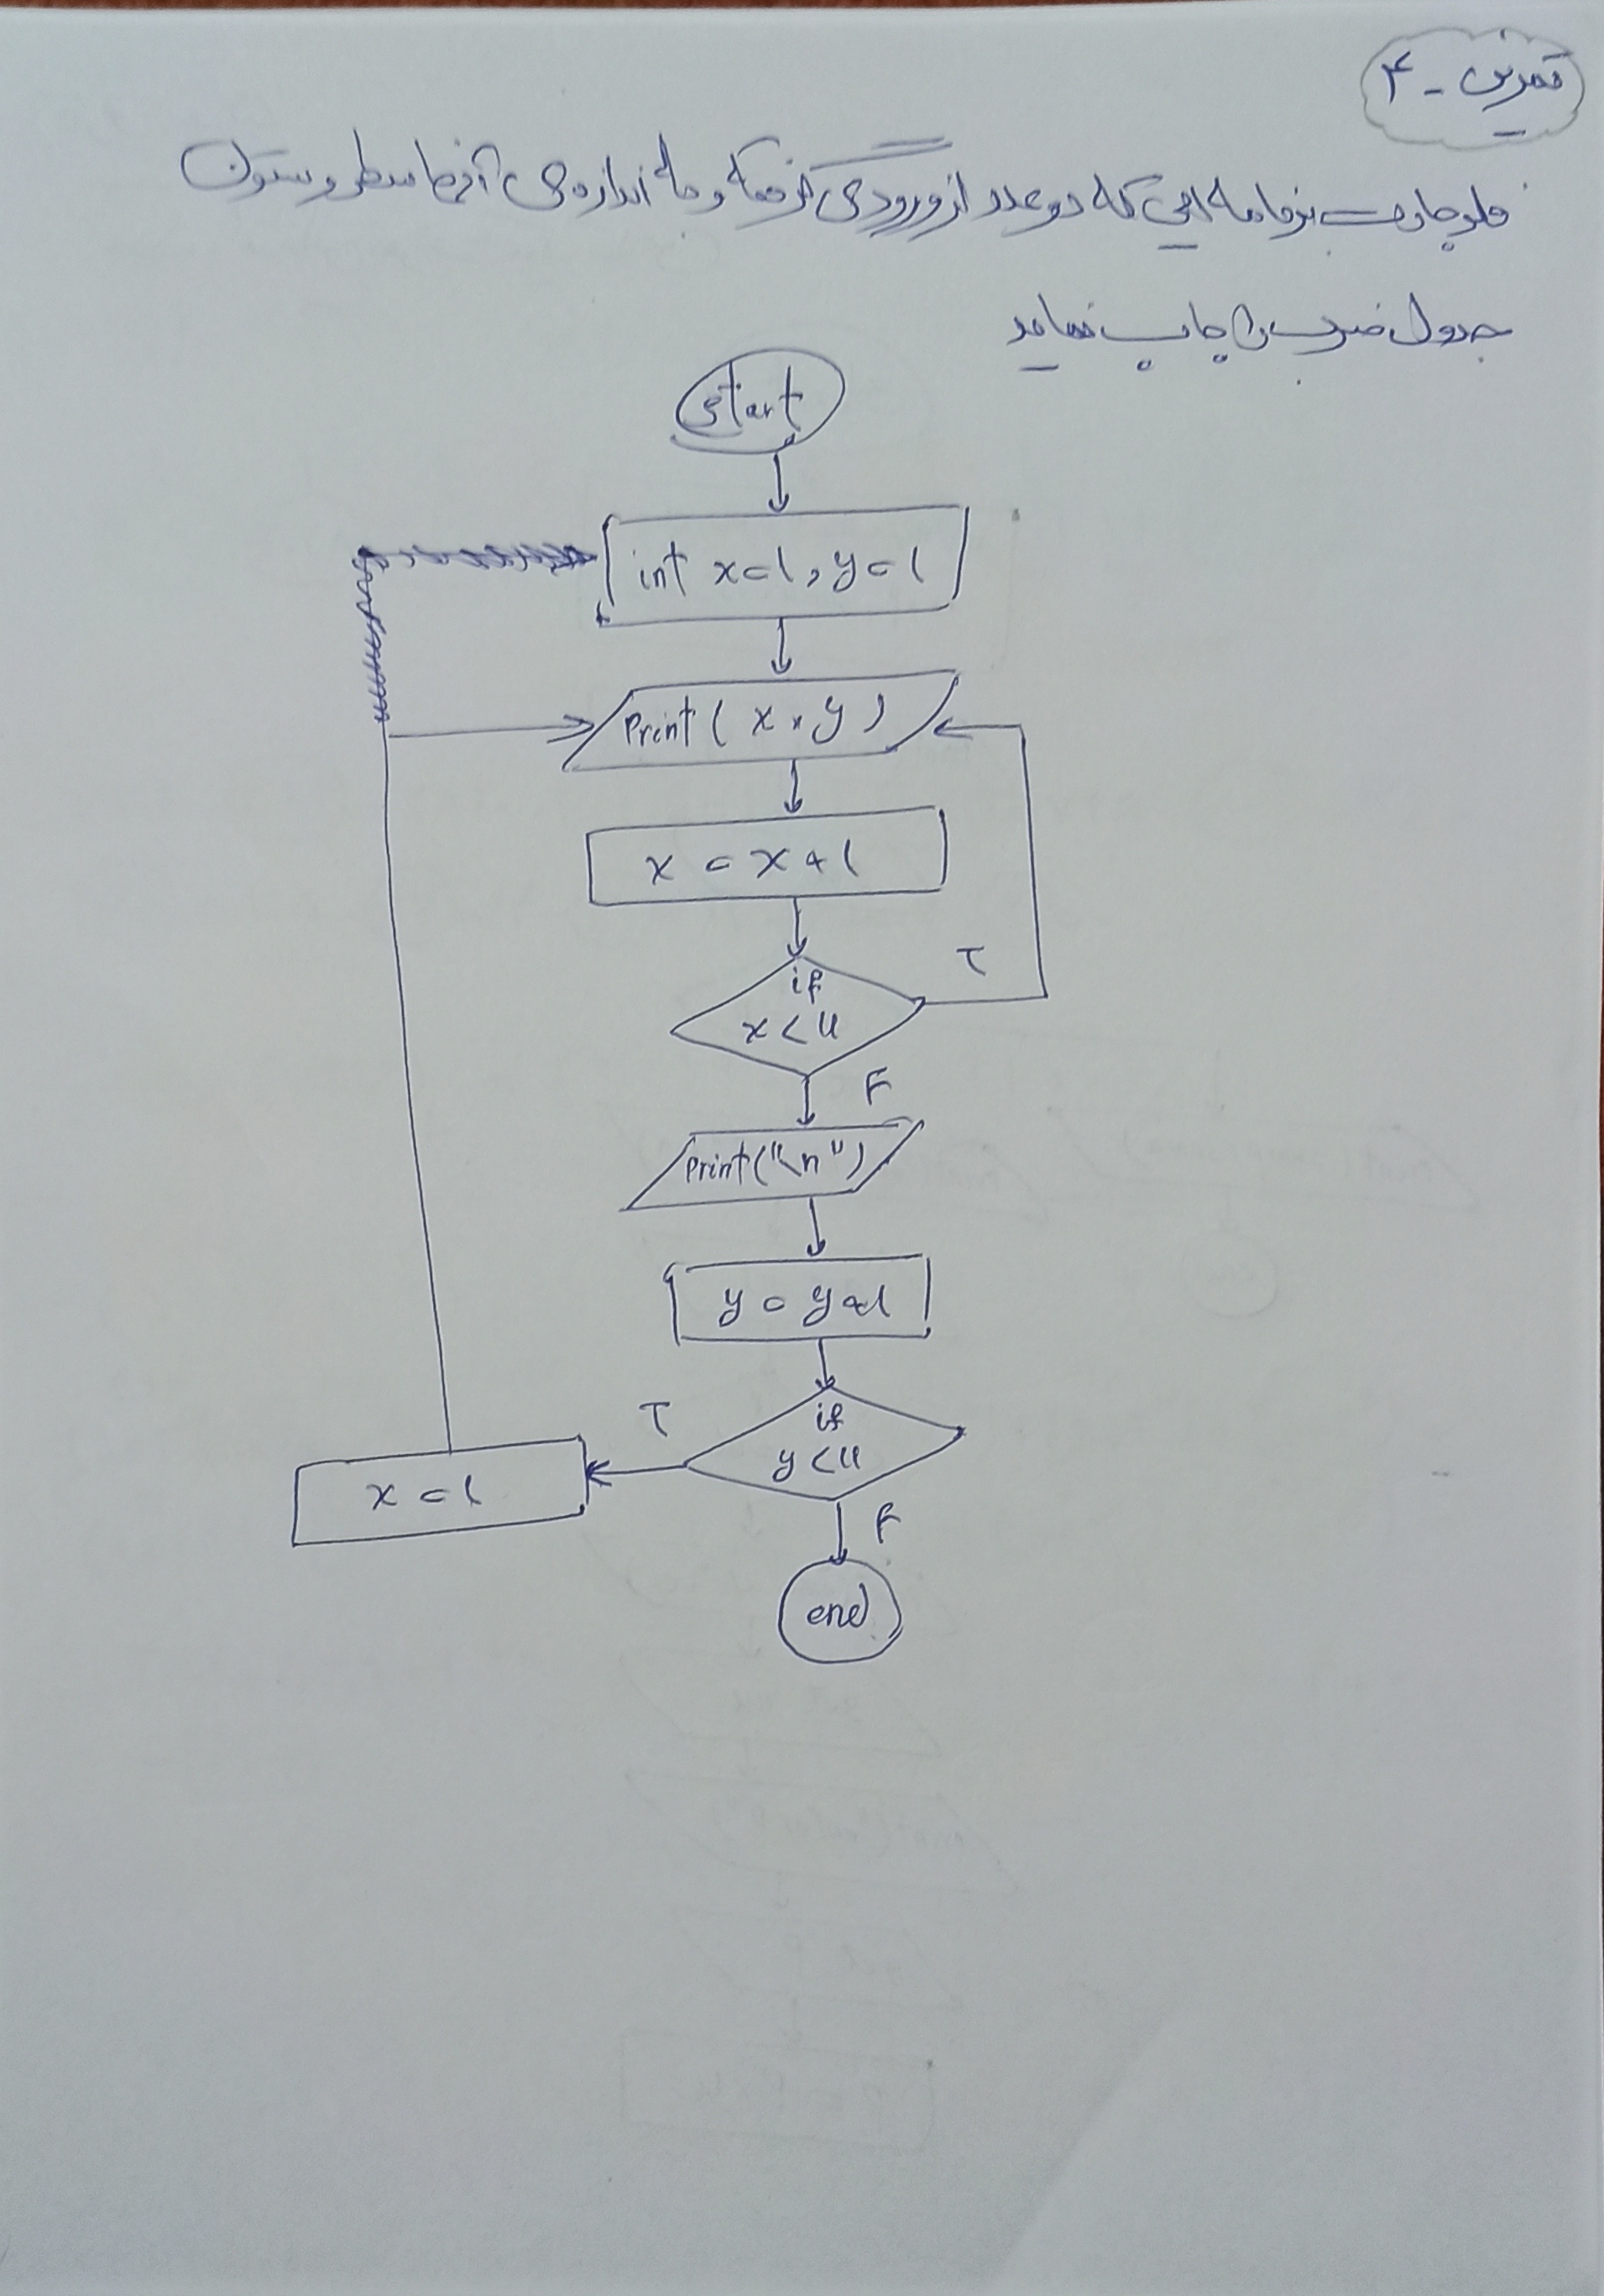 تمرین - ۴
فلوچارت برنامه ایی که دو عدد از ورودی گرفته و به اندازه ی آنها سطر و ستون
جدول ضرب را چاپ نماید
start
int x=1, y=1
Print ( x * y )
x = x + 1
if
x < 11
T
F
Print("\n")
y = y + 1
if
y < 11
T
x = 1
F
end